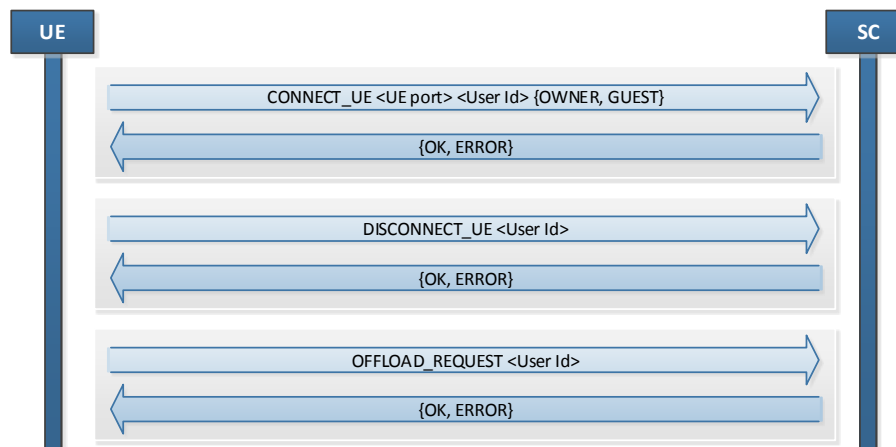 UE
SC
CONNECT_UE <UE port> <User Id> {OWNER, GUEST}
{OK, ERROR}
DISCONNECT_UE <User Id>
{OK, ERROR}
OFFLOAD_REQUEST <User Id>
{OK, ERROR}